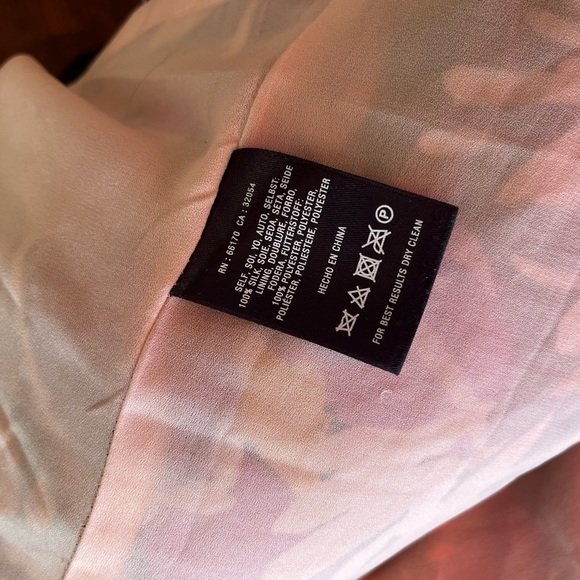 RN: 66170 CA: 32054
SELF, SOI, YO, AUTO, SELBST:
100% SILK, SOIE, SEDA, SETA, SEIDE
LINING, DOUBLURE, FORRO,
FODERA, FUTTERSTOFF:
100% POLYESTER, POLYESTER,
POLIÉSTER, POLIESTERE, POLYESTER
HECHO EN CHINA
P
FOR BEST RESULTS DRY CLEAN